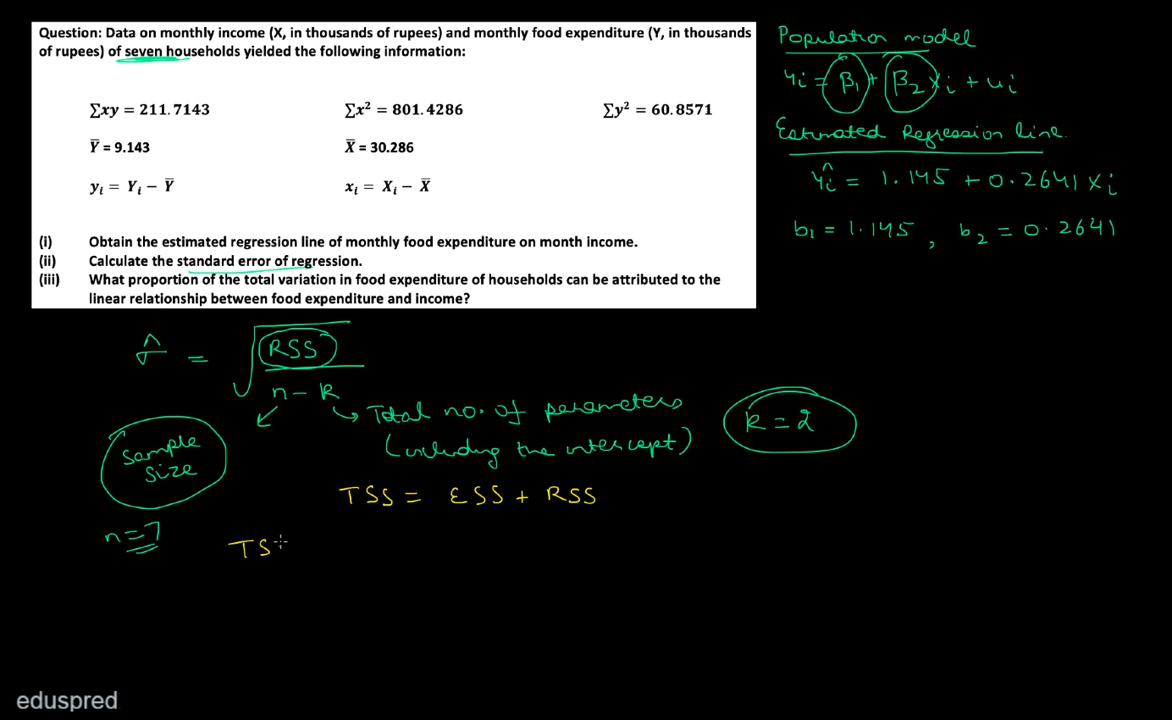 Question: Data on monthly income (X, in thousands of rupees) and monthly food expenditure (Y, in thousands
of rupees) of seven households yielded the following information:
∑xy = 211.7143 ∑x² = 801.4286 ∑y² = 60.8571
Y̅ = 9.143 X̅ = 30.286
yᵢ = Yᵢ − Y̅ xᵢ = Xᵢ − X̅
(i) Obtain the estimated regression line of monthly food expenditure on month income.
(ii) Calculate the standard error of regression.
(iii) What proportion of the total variation in food expenditure of households can be attributed to the
linear relationship between food expenditure and income?
Population model
Yi = β1 + β2 Xi + ui
Estimated Regression line.
Ŷi = 1.145 + 0.2641 Xi
b1 = 1.145 , b2 = 0.2641
σ̂ = √ RSS
n − k
Total no. of parameters
(including the intercept)
k = 2
sample
size
n = 7
TSS = ESS + RSS
TS
eduspred